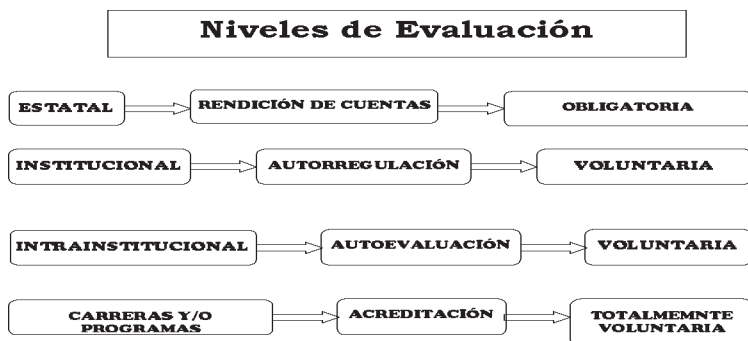 Niveles de Evaluación
ESTATAL RENDICIÓN DE CUENTAS OBLIGATORIA
INSTITUCIONAL AUTORREGULACIÓN VOLUNTARIA
INTRAINSTITUCIONAL AUTOEVALUACIÓN VOLUNTARIA
CARRERAS Y/O PROGRAMAS ACREDITACIÓN TOTALMEMNTE VOLUNTARIA